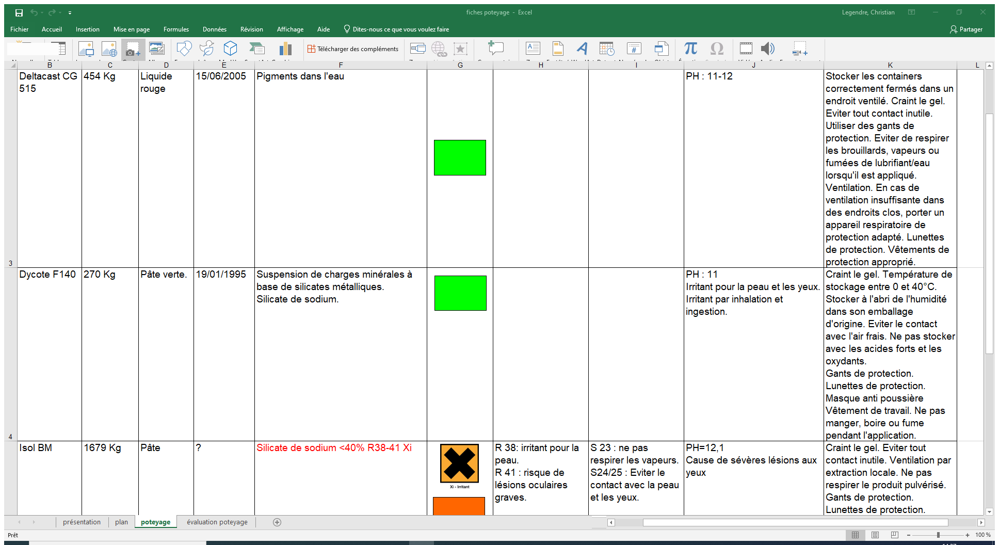 fiches poteyage - Excel
Legendre, Christian
Fichier Accueil Insertion Mise en page Formules Données Révision Affichage Aide Dites-nous ce que vous voulez faire Partager
Télécharger des compléments
B C D E F G H I J K L
Deltacast CG
515
454 Kg
Liquide
rouge
15/06/2005
Pigments dans l'eau
PH : 11-12
Stocker les containers
correctement fermés dans un
endroit ventilé. Craint le gel.
Eviter tout contact inutile.
Utiliser des gants de
protection. Eviter de respirer
les brouillards, vapeurs ou
fumées de lubrifiant/eau
lorsqu'il est appliqué.
Ventilation. En cas de
ventilation insuffisante dans
des endroits clos, porter un
appareil respiratoire de
protection adapté. Lunettes
de protection. Vêtements de
protection approprié.
3
Dycote F140
270 Kg
Pâte verte.
19/01/1995
Suspension de charges minérales à
base de silicates métalliques.
Silicate de sodium.
PH : 11
Irritant pour la peau et les yeux.
Irritant par inhalation et
ingestion.
Craint le gel. Température de
stockage entre 0 et 40°C.
Stocker à l'abri de l'humidité
dans son emballage
d'origine. Eviter le contact
avec l'air frais. Ne pas stocker
avec les acides forts et les
oxydants.
Gants de protection.
Lunettes de protection.
Masque anti poussière
Vêtement de travail. Ne pas
manger, boire ou fume
pendant l'application.
4
Isol BM
1679 Kg
Pâte
?
Silicate de sodium <40% R38-41 Xi
Xi - Irritant
R 38: irritant pour la
peau.
R 41 : risque de
lésions oculaires
graves.
S 23 : ne pas
respirer les vapeurs.
S24/25 : Eviter le
contact avec la peau
et les yeux.
PH=12,1
Cause de sévères lésions aux
yeux
Craint le gel. Eviter tout
contact inutile. Ventilation par
extraction locale. Ne pas
respirer le produit pulvérisé.
Gants de protection.
Lunettes de protection.
présentation plan poteyage évaluation poteyage
Prêt
100 %